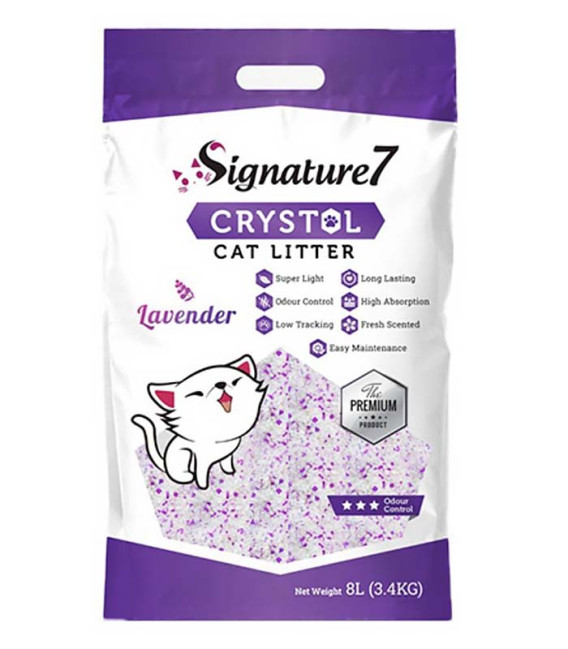 Signature7
CRYSTOL
CAT LITTER
Super Light
Long Lasting
Lavender
Odour Control
High Absorption
Low Tracking
Fresh Scented
Easy Maintenance
The
PREMIUM
PRODUCT
Odour
Control
Net Weight 8L (3.4KG)